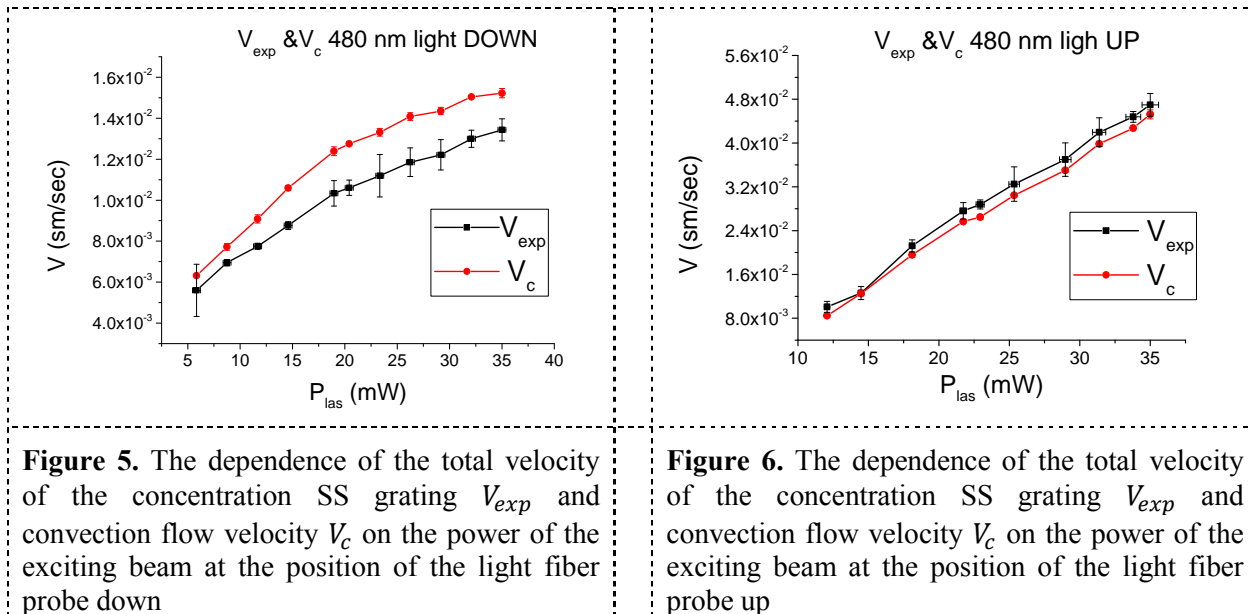 V_exp &V_c 480 nm light DOWN
1.6x10^-2
1.4x10^-2
1.2x10^-2
1.0x10^-2
8.0x10^-3
6.0x10^-3
4.0x10^-3
V (sm/sec)
V_exp
V_c
5 10 15 20 25 30 35 40
P_las (mW)
Figure 5. The dependence of the total velocity
of the concentration SS grating V_exp and
convection flow velocity V_c on the power of the
exciting beam at the position of the light fiber
probe down
V_exp &V_c 480 nm ligh UP
5.6x10^-2
4.8x10^-2
4.0x10^-2
3.2x10^-2
2.4x10^-2
1.6x10^-2
8.0x10^-3
V (sm/sec)
V_exp
V_c
10 15 20 25 30 35
P_las (mW)
Figure 6. The dependence of the total velocity
of the concentration SS grating V_exp and
convection flow velocity V_c on the power of the
exciting beam at the position of the light fiber
probe up